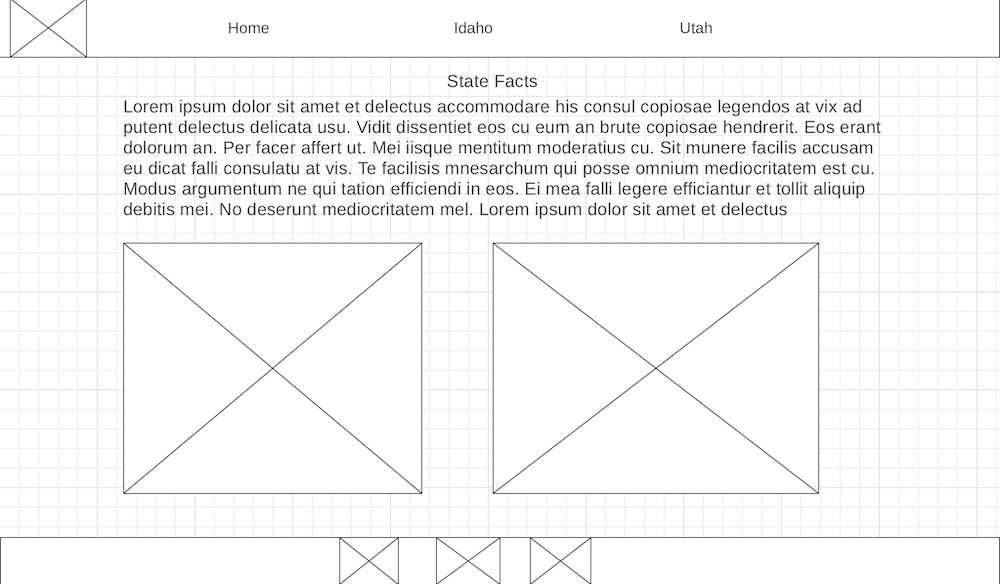 Home Idaho Utah
State Facts
Lorem ipsum dolor sit amet et delectus accommodare his consul copiosae legendos at vix ad
putent delectus delicata usu. Vidit dissentiet eos cu eum an brute copiosae hendrerit. Eos erant
dolorum an. Per facer affert ut. Mei iisque mentitum moderatius cu. Sit munere facilis accusam
eu dicat falli consulatu at vis. Te facilisis mnesarchum qui posse omnium mediocritatem est cu.
Modus argumentum ne qui tation efficiendi in eos. Ei mea falli legere efficiantur et tollit aliquip
debitis mei. No deserunt mediocritatem mel. Lorem ipsum dolor sit amet et delectus